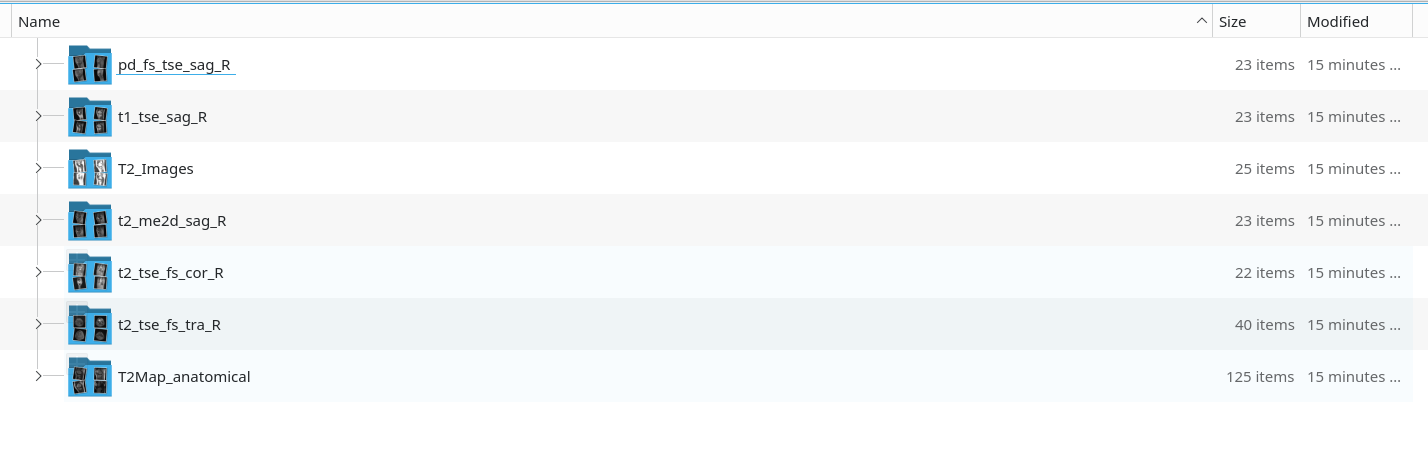 Name Size Modified
pd_fs_tse_sag_R 23 items 15 minutes ...
t1_tse_sag_R 23 items 15 minutes ...
T2_Images 25 items 15 minutes ...
t2_me2d_sag_R 23 items 15 minutes ...
t2_tse_fs_cor_R 22 items 15 minutes ...
t2_tse_fs_tra_R 40 items 15 minutes ...
T2Map_anatomical 125 items 15 minutes ...